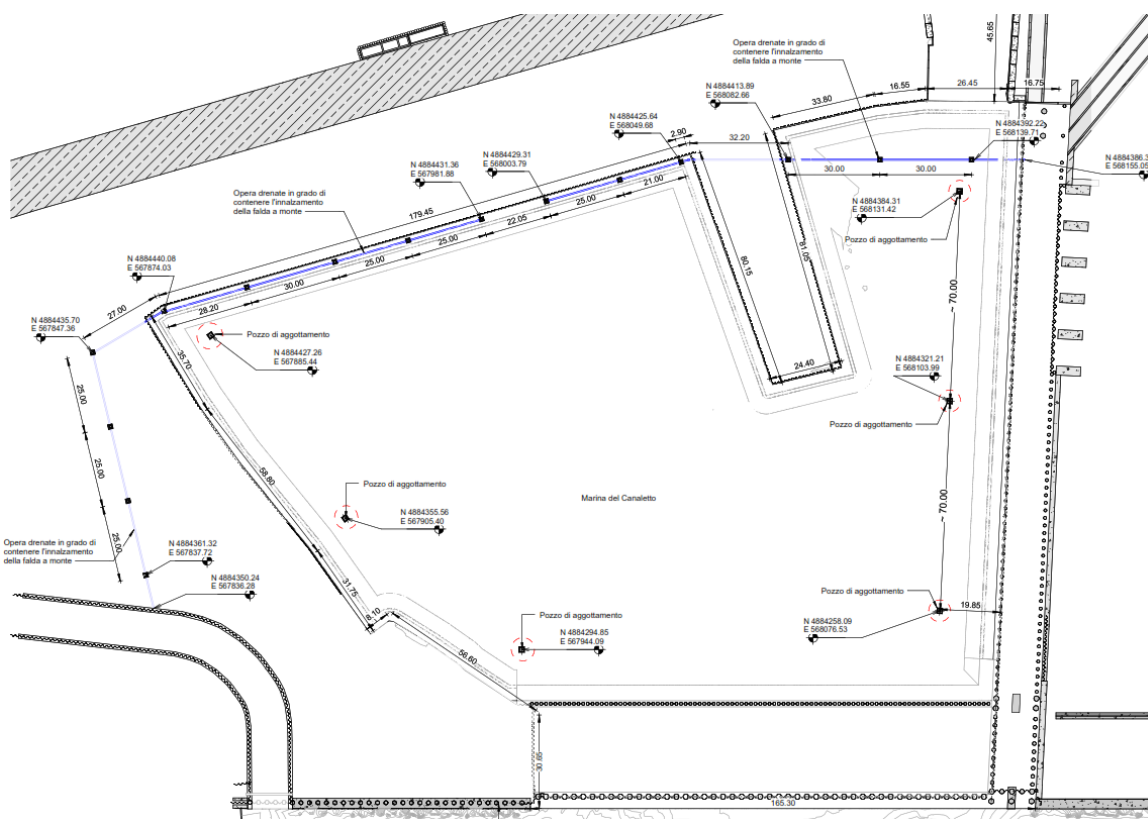 45.65
Opera drenate in grado di
contenere l'innalzamento
della falda a monte
N 4884413.89
E 568082.66
16.55
26.45
16.75
33.80
N 4884425.64
E 568049.68
2.90
32.20
N 4884392.22
E 568139.71
N 4884386.3
E 568155.05
N 4884429.31
E 568003.79
N 4884431.36
E 567981.88
30.00
30.00
Opera drenate in grado di
contenere l'innalzamento
della falda a monte
179.45
21.00
25.00
22.05
25.00
25.00
30.00
28.20
N 4884384.31
E 568131.42
Pozzo di aggottamento
N 4884440.08
E 567874.03
27.00
80.15
81.05
~ 70.00
N 4884435.70
E 567847.36
Pozzo di aggottamento
N 4884427.26
E 567885.44
35.70
24.40
N 4884321.21
E 568103.99
Pozzo di aggottamento
25.00
25.00
25.00
58.80
Pozzo di aggottamento
N 4884355.56
E 567905.40
Marina del Canaletto
~ 70.00
Opera drenate in grado di
contenere l'innalzamento
della falda a monte
N 4884361.32
E 567837.72
N 4884350.24
E 567836.28
31.75
8.10
Pozzo di aggottamento
N 4884294.85
E 567944.09
56.60
Pozzo di aggottamento
19.85
N 4884258.09
E 568076.53
30.65
165.30